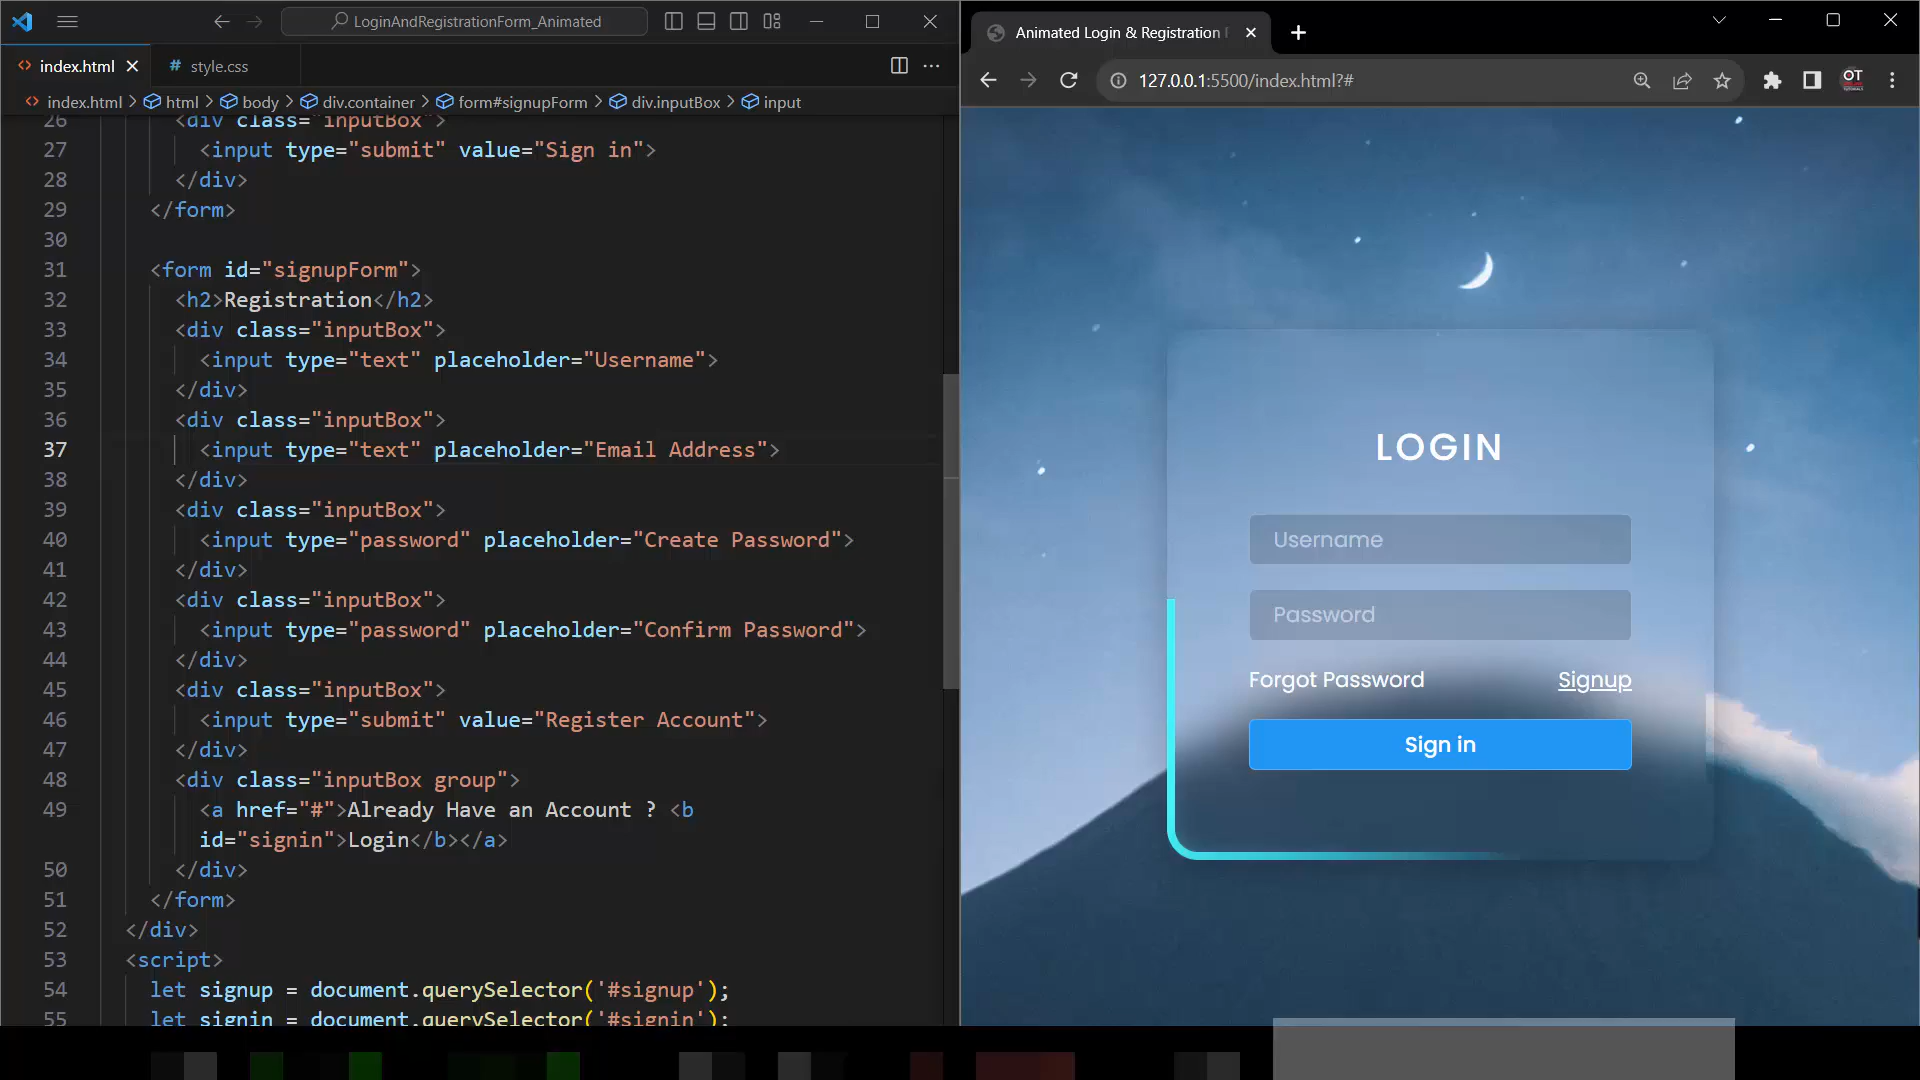 LoginAndRegistrationForm_Animated
index.html
# style.css
index.html > html > body > div.container > form#signupForm > div.inputBox > input
26 <div class="inputBox">
27 <input type="submit" value="Sign in">
28 </div>
29 </form>
30
31 <form id="signupForm">
32 <h2>Registration</h2>
33 <div class="inputBox">
34 <input type="text" placeholder="Username">
35 </div>
36 <div class="inputBox">
37 <input type="text" placeholder="Email Address">
38 </div>
39 <div class="inputBox">
40 <input type="password" placeholder="Create Password">
41 </div>
42 <div class="inputBox">
43 <input type="password" placeholder="Confirm Password">
44 </div>
45 <div class="inputBox">
46 <input type="submit" value="Register Account">
47 </div>
48 <div class="inputBox group">
49 <a href="#">Already Have an Account ? <b
id="signin">Login</b></a>
50 </div>
51 </form>
52 </div>
53 <script>
54 let signup = document.querySelector('#signup');
55 let signin = document.querySelector('#signin');
Animated Login & Registration
127.0.0.1:5500/index.html?#
OT
LOGIN
Username
Password
Forgot Password Signup
Sign in